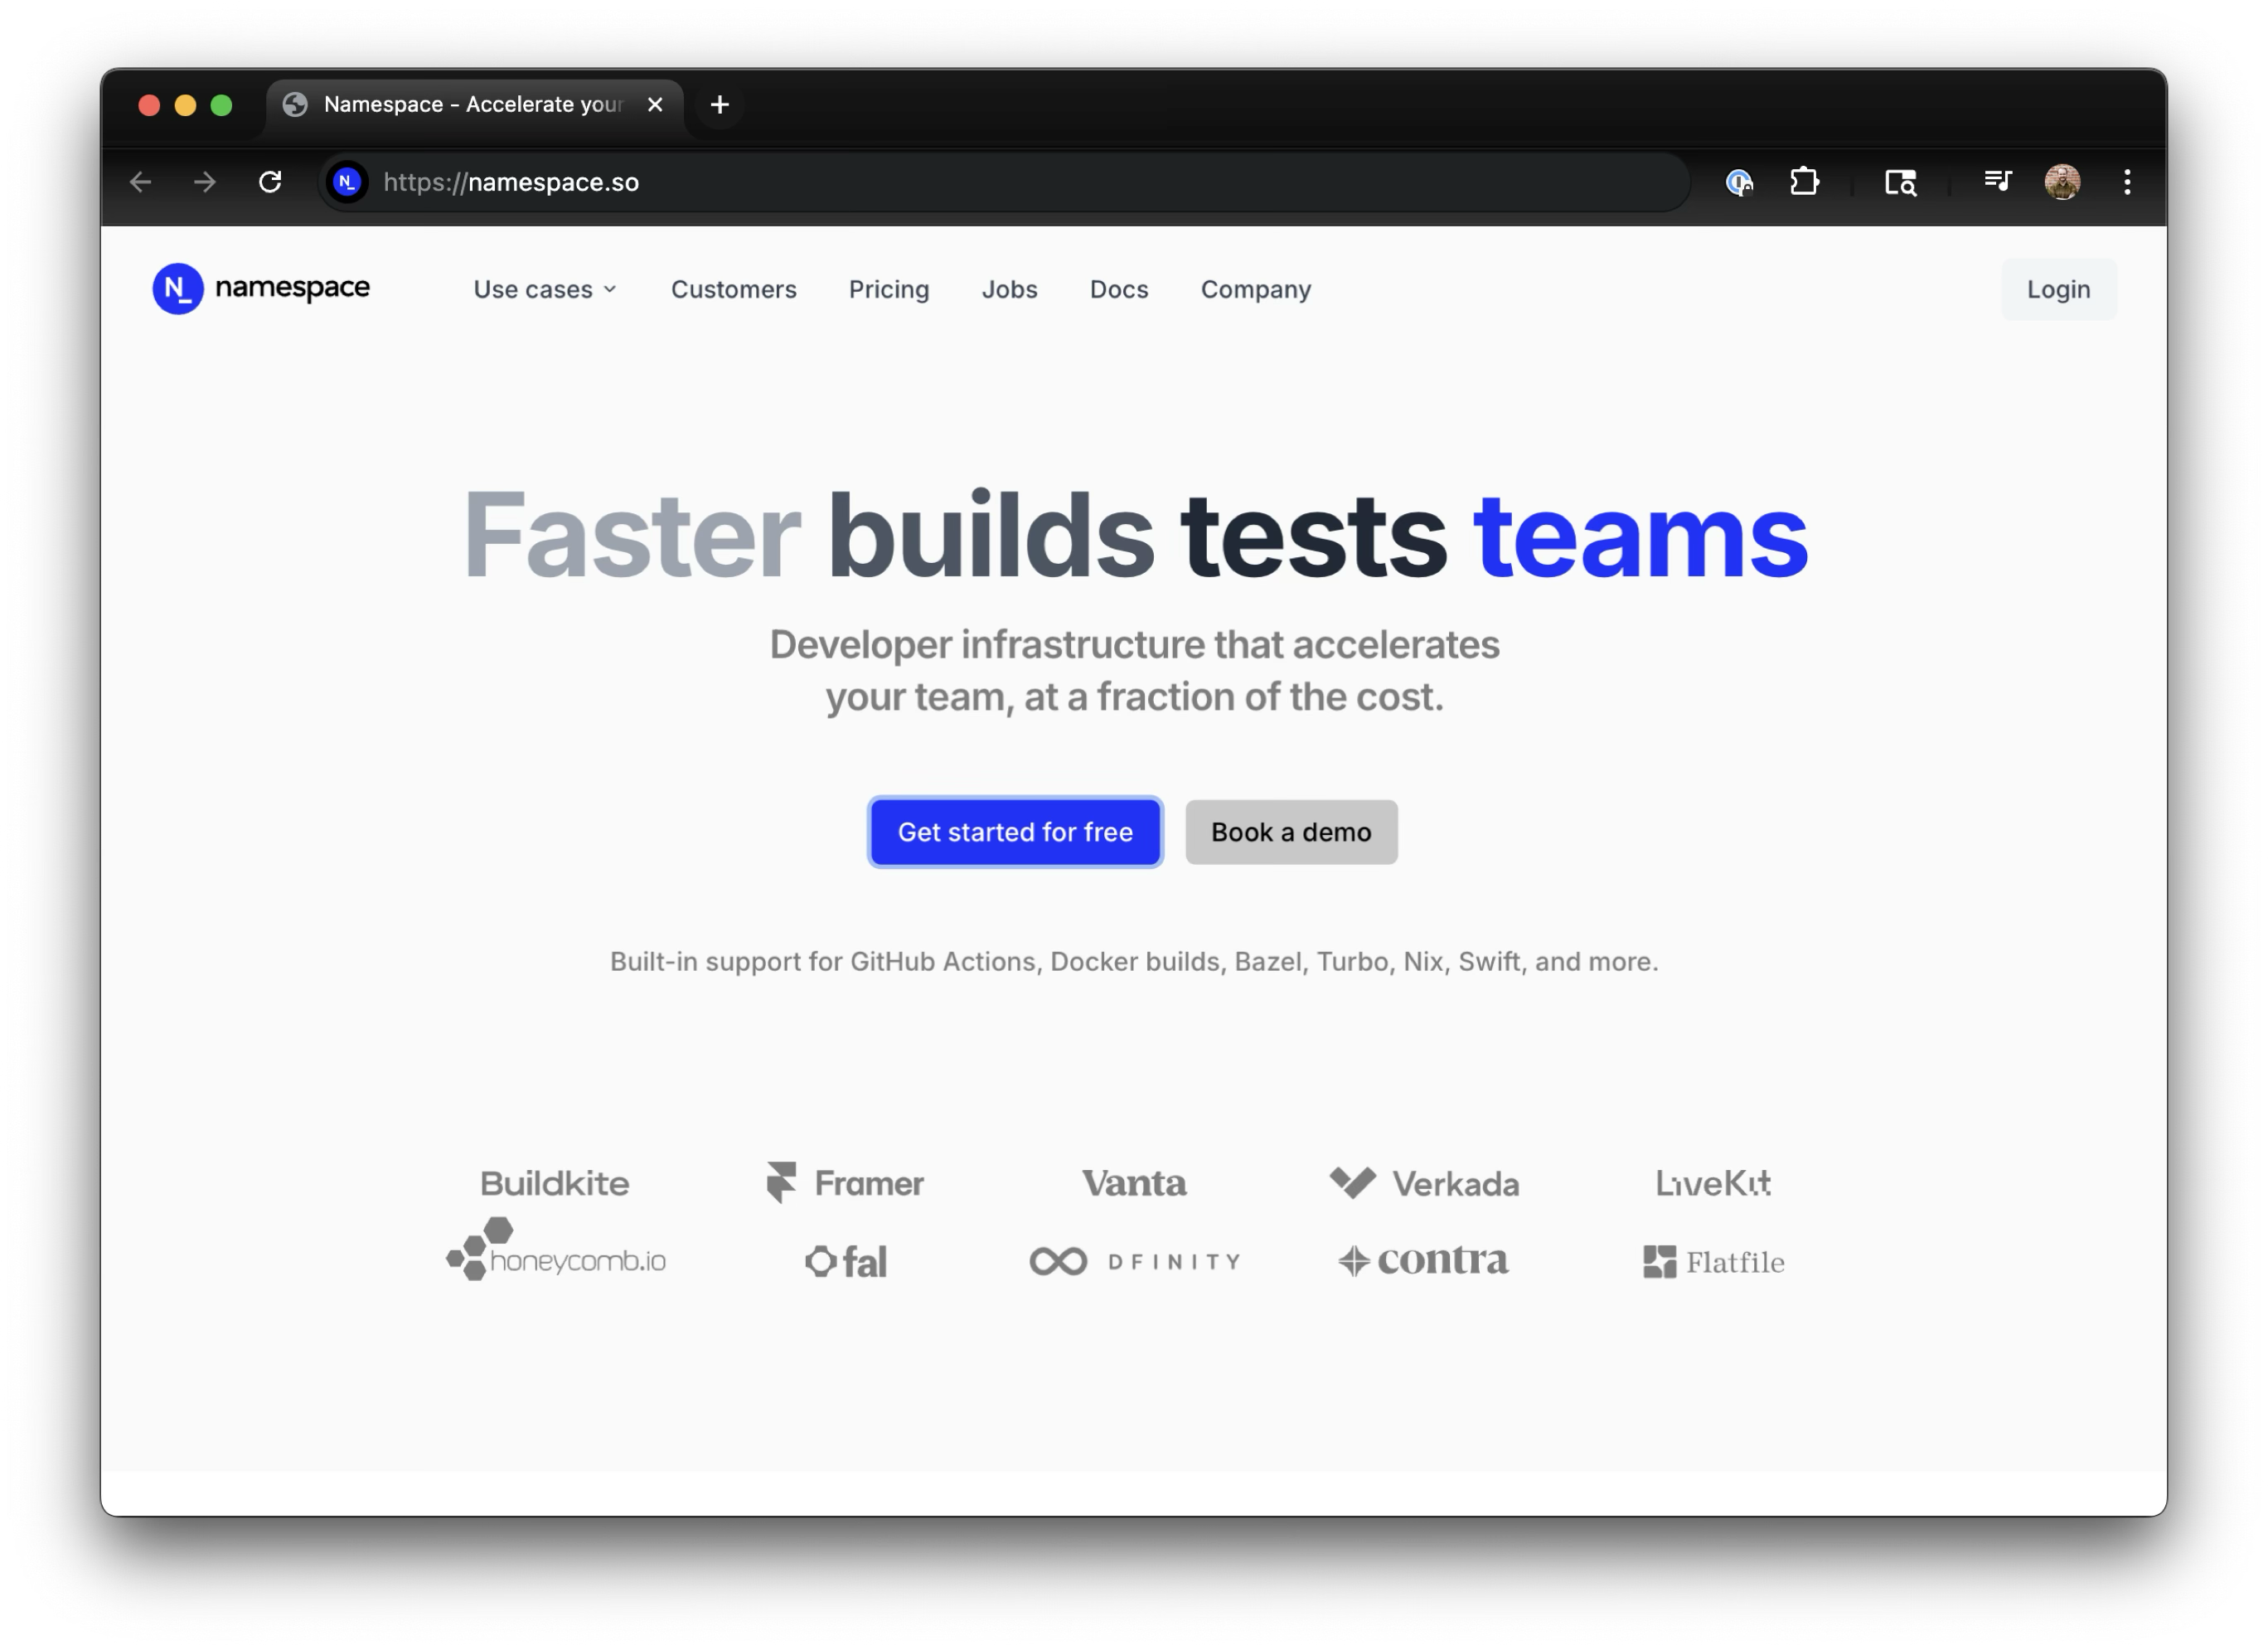 Namespace - Accelerate your
https://namespace.so
N_ namespace
Use cases Customers Pricing Jobs Docs Company Login
Faster builds tests teams
Developer infrastructure that accelerates
your team, at a fraction of the cost.
Get started for free Book a demo
Built-in support for GitHub Actions, Docker builds, Bazel, Turbo, Nix, Swift, and more.
Buildkite Framer Vanta Verkada LiveKit
honeycomb.io fal DFINITY contra Flatfile